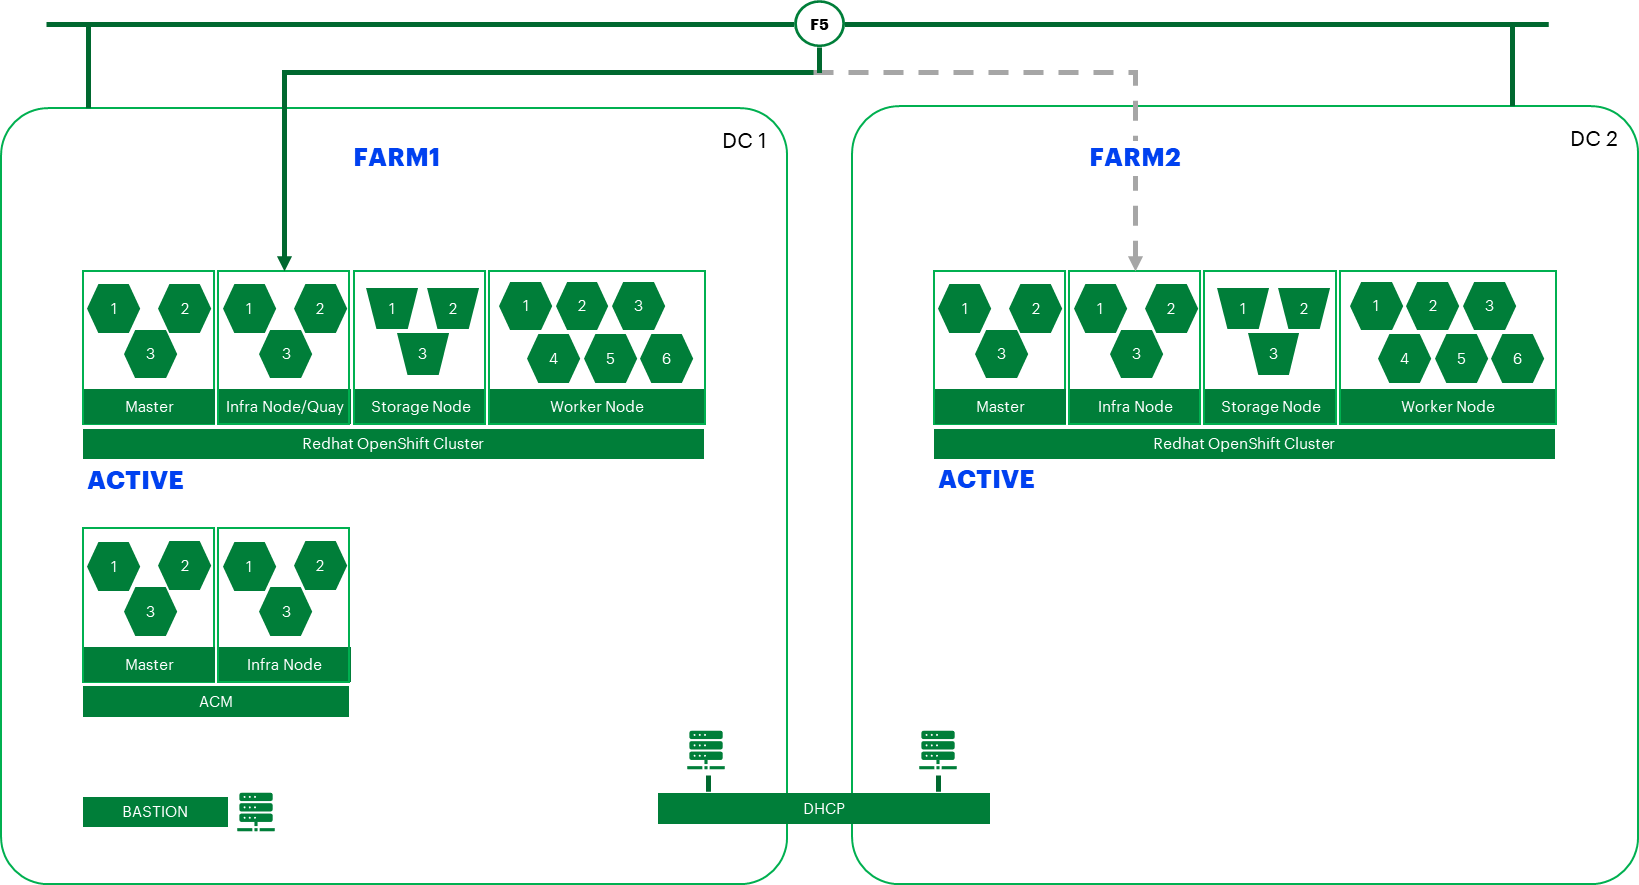 F5
DC 1
FARM1
1
2
3
Master
1
2
3
Infra Node/Quay
1
2
3
Storage Node
1
2
3
4
5
6
Worker Node
Redhat OpenShift Cluster
ACTIVE
1
2
3
Master
1
2
3
Infra Node
ACM
BASTION
DHCP
DC 2
FARM2
1
2
3
Master
1
2
3
Infra Node
1
2
3
Storage Node
1
2
3
4
5
6
Worker Node
Redhat OpenShift Cluster
ACTIVE